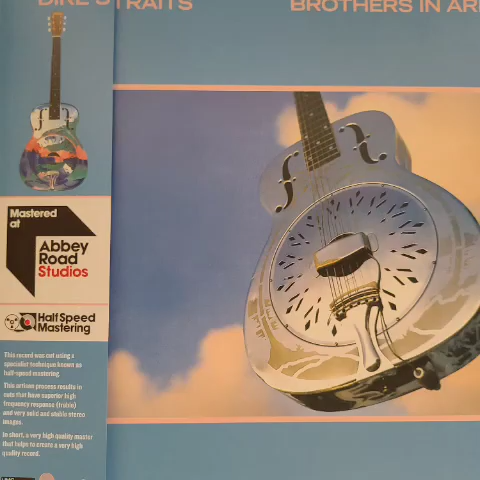 DIRE STRAITS
BROTHERS IN AR
Mastered
at
Abbey
Road
Studios
Half Speed
Mastering
This record was cut using a
specialist technique known as
half-speed mastering.
This artisan process results in
cuts that have superior high
frequency response (treble)
and very solid and stable stereo
images.
In short, a very high quality master
that helps to create a very high
quality record.